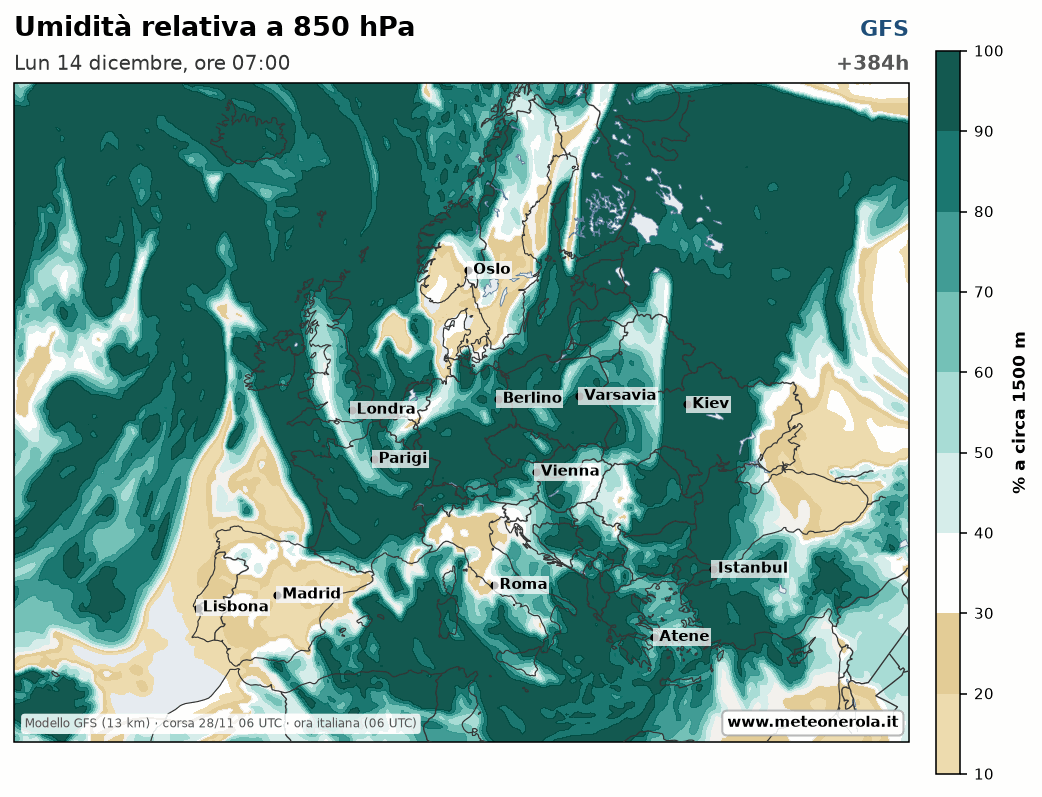 Umidità relativa a 850 hPa
GFS
Lun 14 dicembre, ore 07:00
+384h
100
90
80
70
60
50
40
30
20
10
% a circa 1500 m
Oslo
Berlino
Varsavia
Kiev
Londra
Parigi
Vienna
Istanbul
Roma
Madrid
Lisbona
Atene
Modello GFS (13 km) · corsa 28/11 06 UTC · ora italiana (06 UTC)
www.meteonerola.it